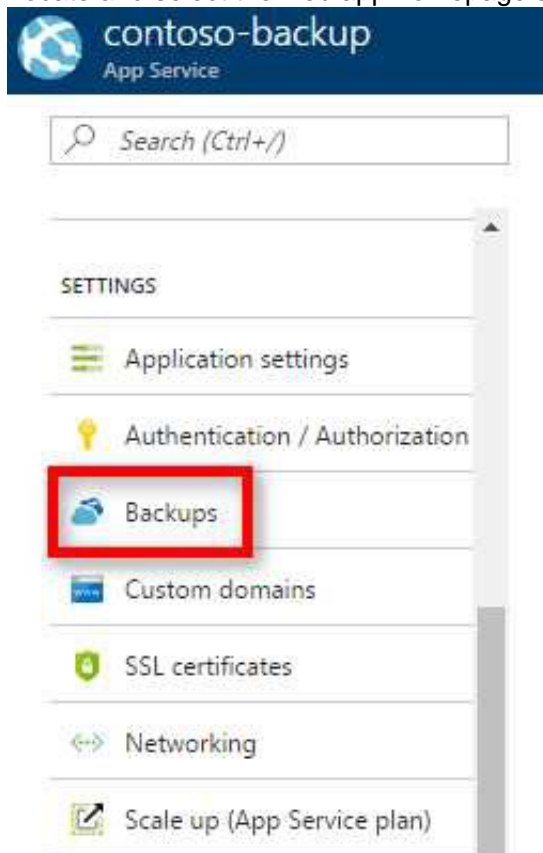 contoso-backup
App Service
Search (Ctrl+/)
SETTINGS
Application settings
Authentication / Authorization
Backups
www
Custom domains
SSL certificates
Networking
Scale up (App Service plan)